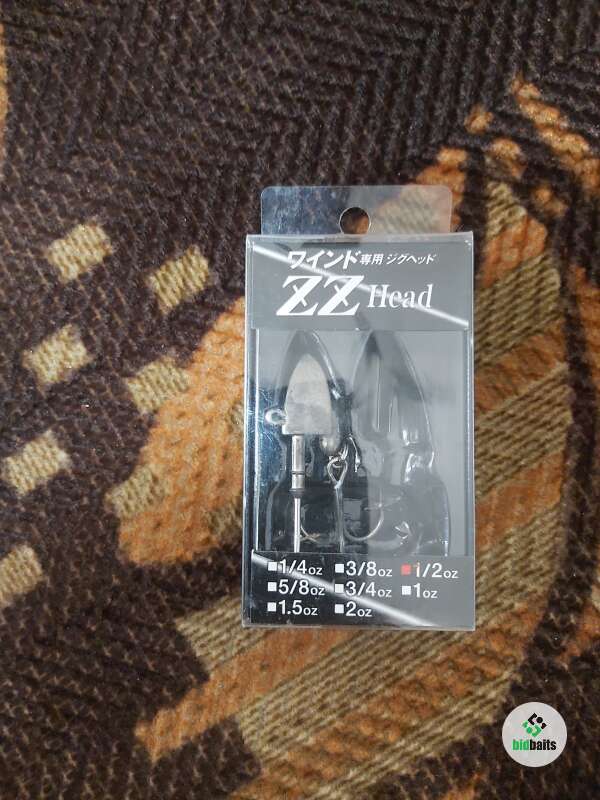 ワインド専用 ジグヘッド
ZZ Head
1/4oz 3/8oz 1/2oz
5/8oz 3/4oz 1oz
1.5oz 2oz
bidbaits